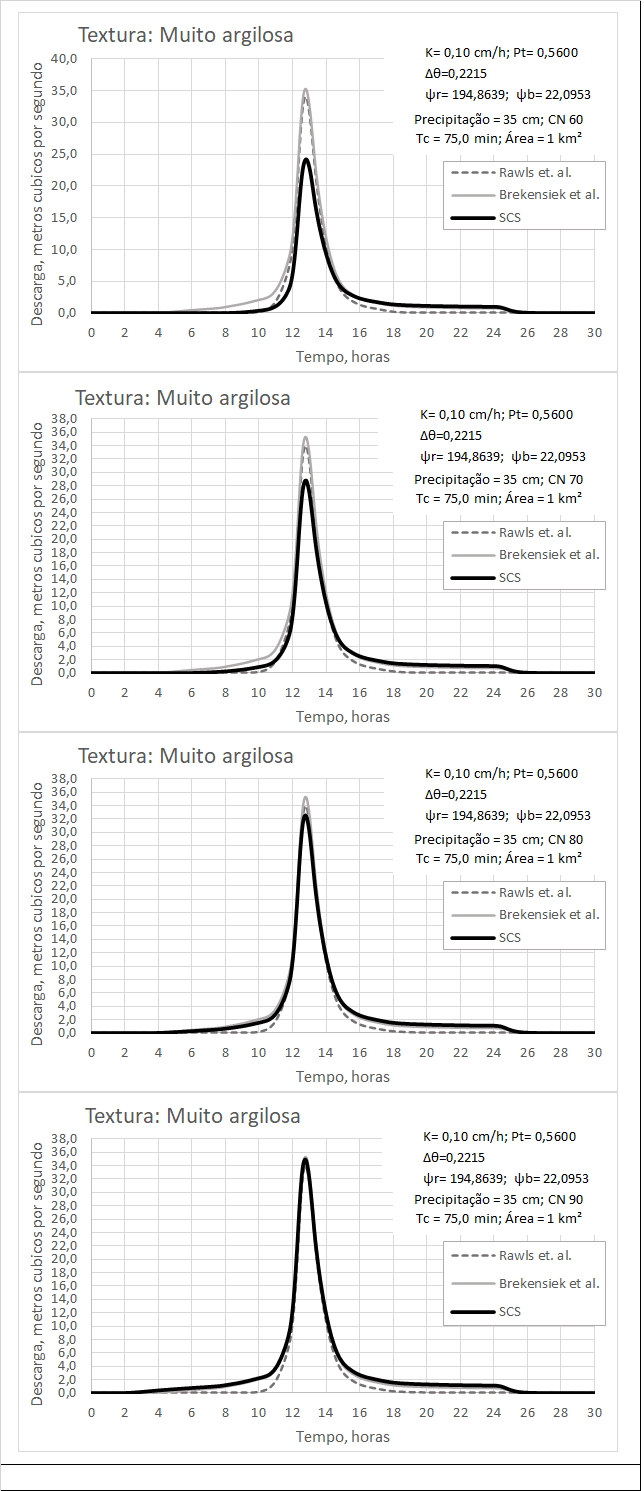 Textura: Muito argilosa
K= 0,10 cm/h; Pt= 0,5600
Δθ=0,2215
ψr= 194,8639;  ψb= 22,0953
Precipitação = 35 cm; CN 60
Tc = 75,0 min; Área = 1 km²
Rawls et. al.
Brekensiek et al.
SCS
Descarga, metros cubicos por segundo
40,0
35,0
30,0
25,0
20,0
15,0
10,0
5,0
0,0
0 2 4 6 8 10 12 14 16 18 20 22 24 26 28 30
Tempo, horas
Textura: Muito argilosa
K= 0,10 cm/h; Pt= 0,5600
Δθ=0,2215
ψr= 194,8639;  ψb= 22,0953
Precipitação = 35 cm; CN 70
Tc = 75,0 min; Área = 1 km²
Rawls et. al.
Brekensiek et al.
SCS
Descarga, metros cubicos por segundo
38,0
36,0
34,0
32,0
30,0
28,0
26,0
24,0
22,0
20,0
18,0
16,0
14,0
12,0
10,0
8,0
6,0
4,0
2,0
0,0
0 2 4 6 8 10 12 14 16 18 20 22 24 26 28 30
Tempo, horas
Textura: Muito argilosa
K= 0,10 cm/h; Pt= 0,5600
Δθ=0,2215
ψr= 194,8639;  ψb= 22,0953
Precipitação = 35 cm; CN 80
Tc = 75,0 min; Área = 1 km²
Rawls et. al.
Brekensiek et al.
SCS
Descarga, metros cubicos por segundo
38,0
36,0
34,0
32,0
30,0
28,0
26,0
24,0
22,0
20,0
18,0
16,0
14,0
12,0
10,0
8,0
6,0
4,0
2,0
0,0
0 2 4 6 8 10 12 14 16 18 20 22 24 26 28 30
Tempo, horas
Textura: Muito argilosa
K= 0,10 cm/h; Pt= 0,5600
Δθ=0,2215
ψr= 194,8639;  ψb= 22,0953
Precipitação = 35 cm; CN 90
Tc = 75,0 min; Área = 1 km²
Rawls et. al.
Brekensiek et al.
SCS
Descarga, metros cubicos por segundo
38,0
36,0
34,0
32,0
30,0
28,0
26,0
24,0
22,0
20,0
18,0
16,0
14,0
12,0
10,0
8,0
6,0
4,0
2,0
0,0
0 2 4 6 8 10 12 14 16 18 20 22 24 26 28 30
Tempo, horas